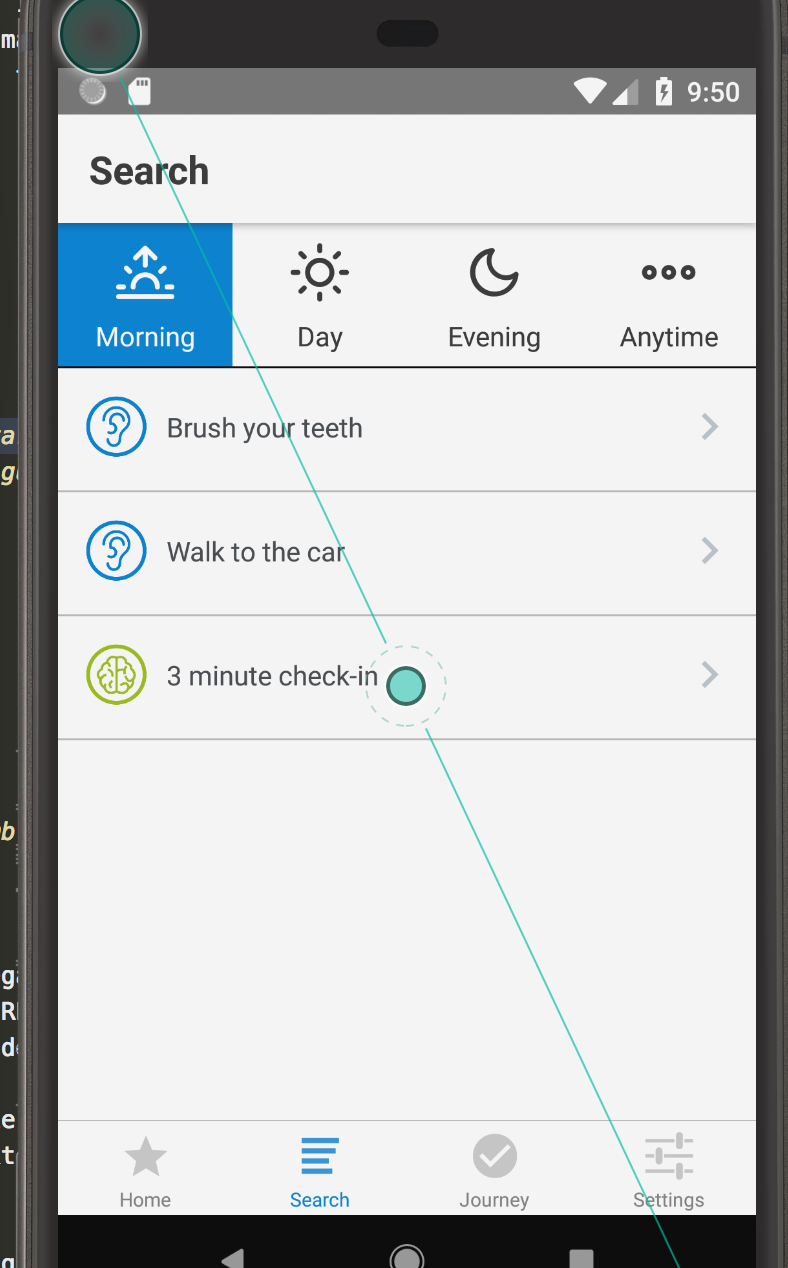 9:50
Search
Morning Day Evening Anytime
Brush your teeth
Walk to the car
3 minute check-in
Home Search Journey Settings